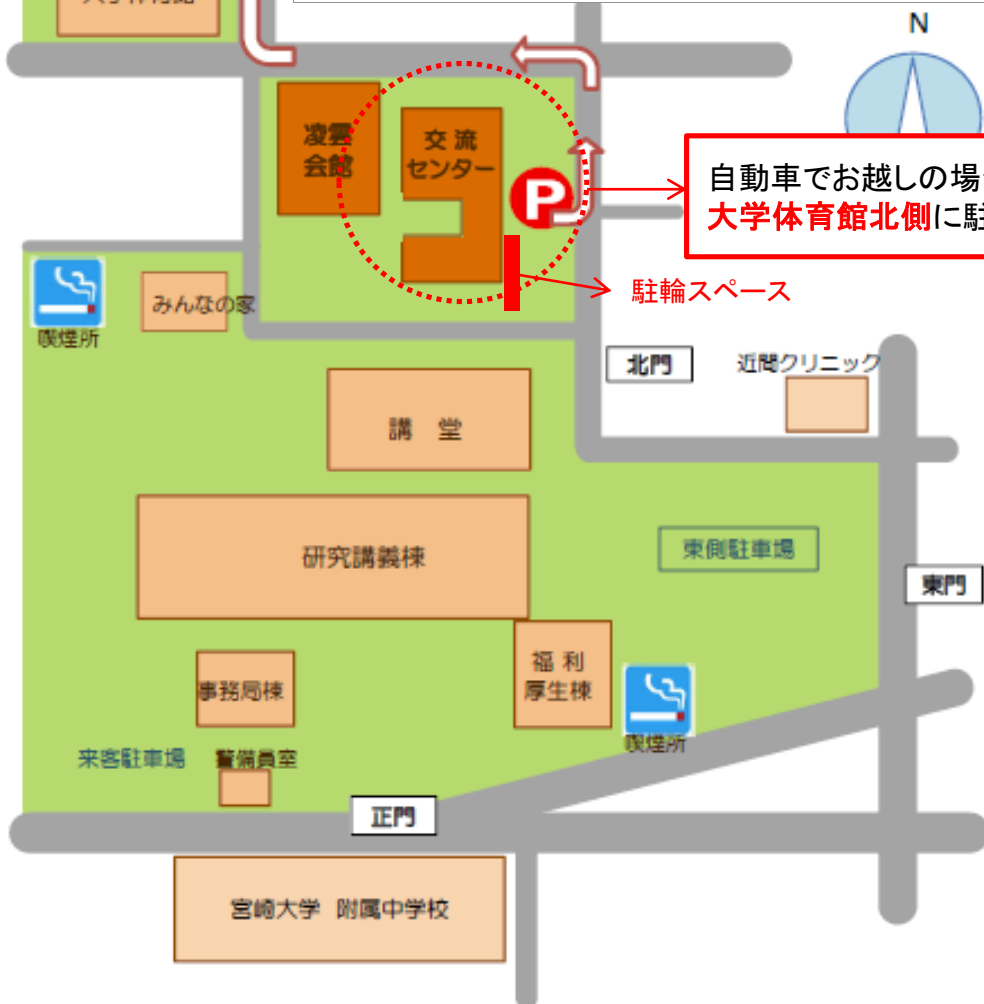 大学体育館
N
凌雲
会館
交 流
センター
P
自動車でお越しの場
大学体育館北側に駐
駐輪スペース
喫煙所
みんなの家
北門
近間クリニック
講 堂
研究講義棟
東側駐車場
東門
福 利
厚生棟
事務局棟
喫煙所
来客駐車場
警備員室
正門
宮崎大学 附属中学校